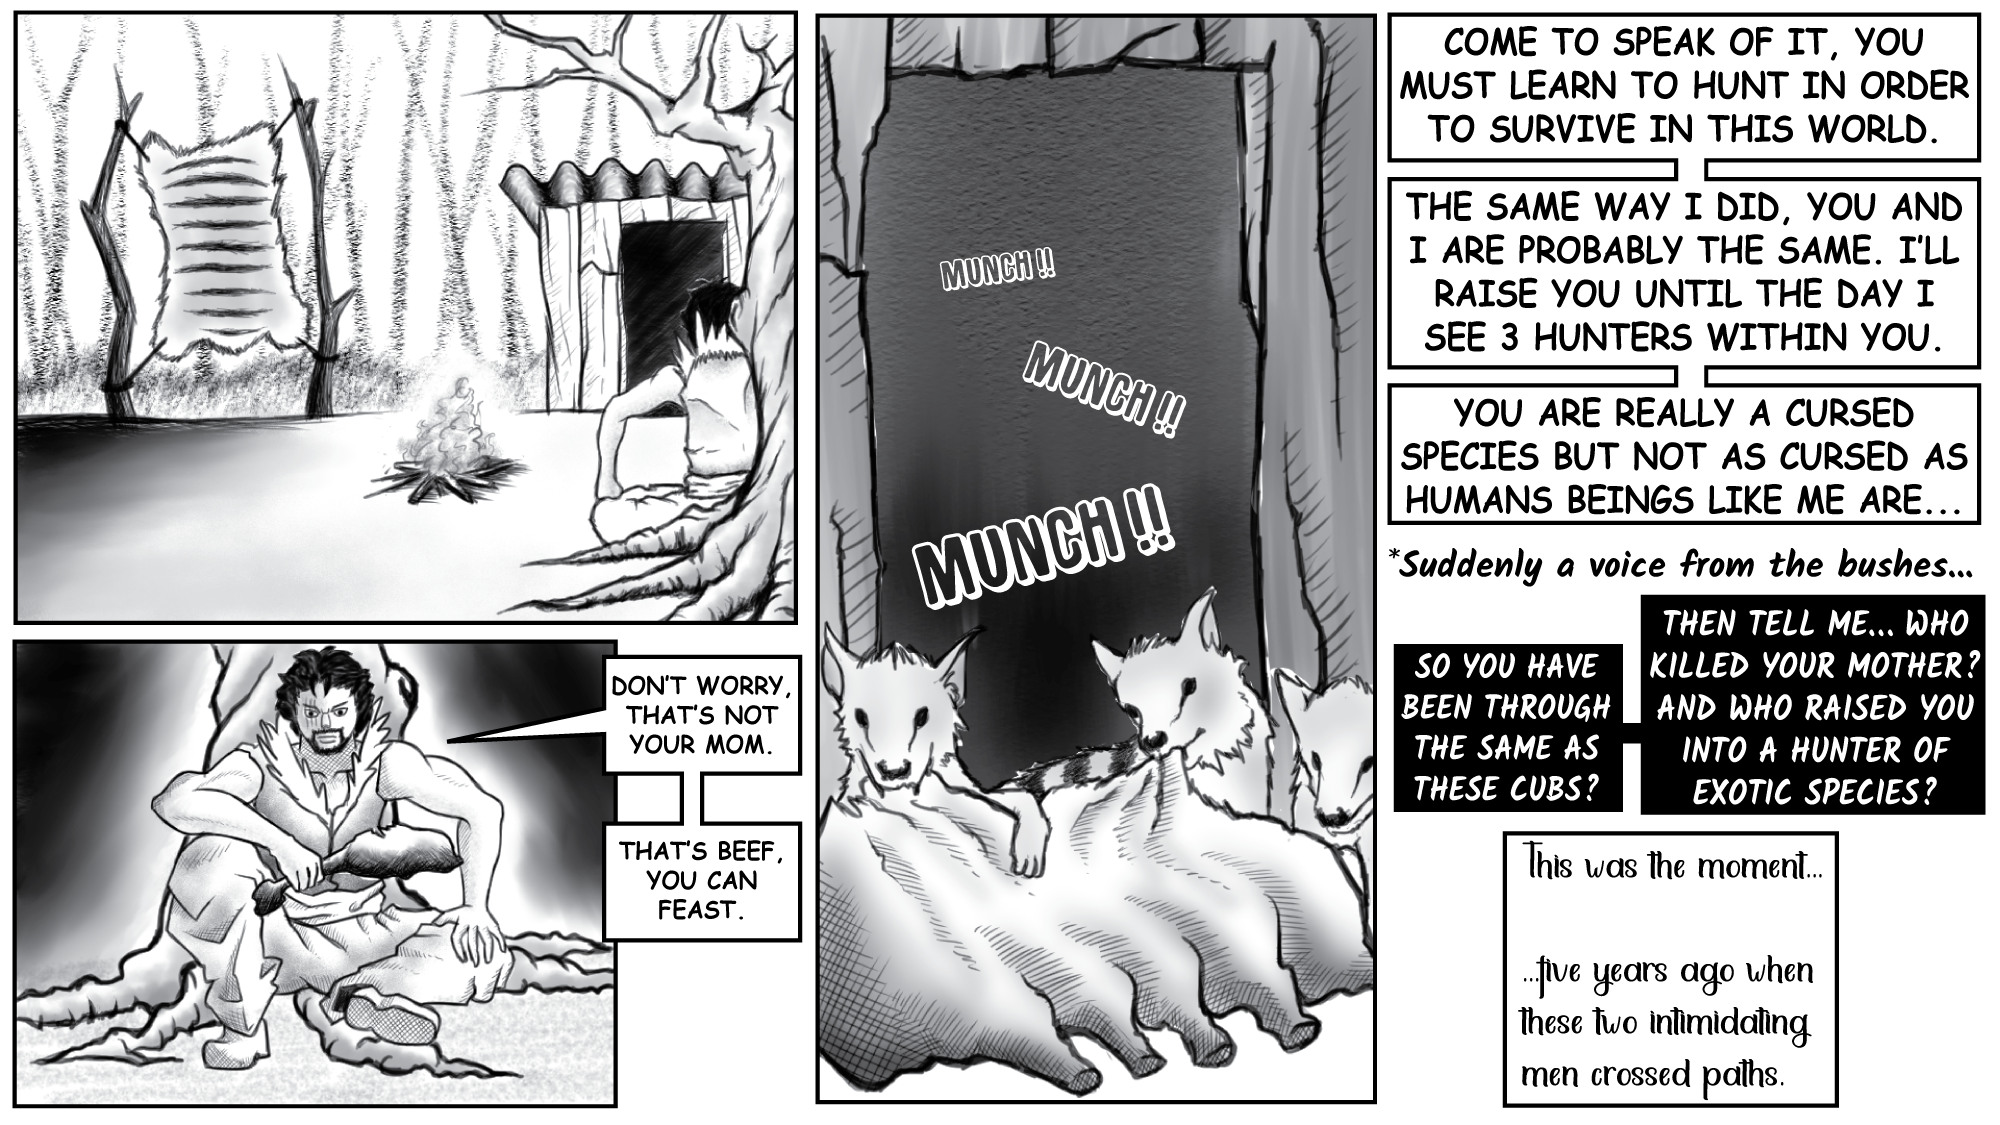 DON'T WORRY,
THAT'S NOT
YOUR MOM.
THAT'S BEEF,
YOU CAN
FEAST.
MUNCH !!
MUNCH !!
MUNCH !!
COME TO SPEAK OF IT, YOU
MUST LEARN TO HUNT IN ORDER
TO SURVIVE IN THIS WORLD.
THE SAME WAY I DID, YOU AND
I ARE PROBABLY THE SAME. I'LL
RAISE YOU UNTIL THE DAY I
SEE 3 HUNTERS WITHIN YOU.
YOU ARE REALLY A CURSED
SPECIES BUT NOT AS CURSED AS
HUMANS BEINGS LIKE ME ARE...
*Suddenly a voice from the bushes...
SO YOU HAVE
BEEN THROUGH
THE SAME AS
THESE CUBS?
THEN TELL ME... WHO
KILLED YOUR MOTHER?
AND WHO RAISED YOU
INTO A HUNTER OF
EXOTIC SPECIES?
This was the moment...
...five years ago when
these two intimidating
men crossed paths.